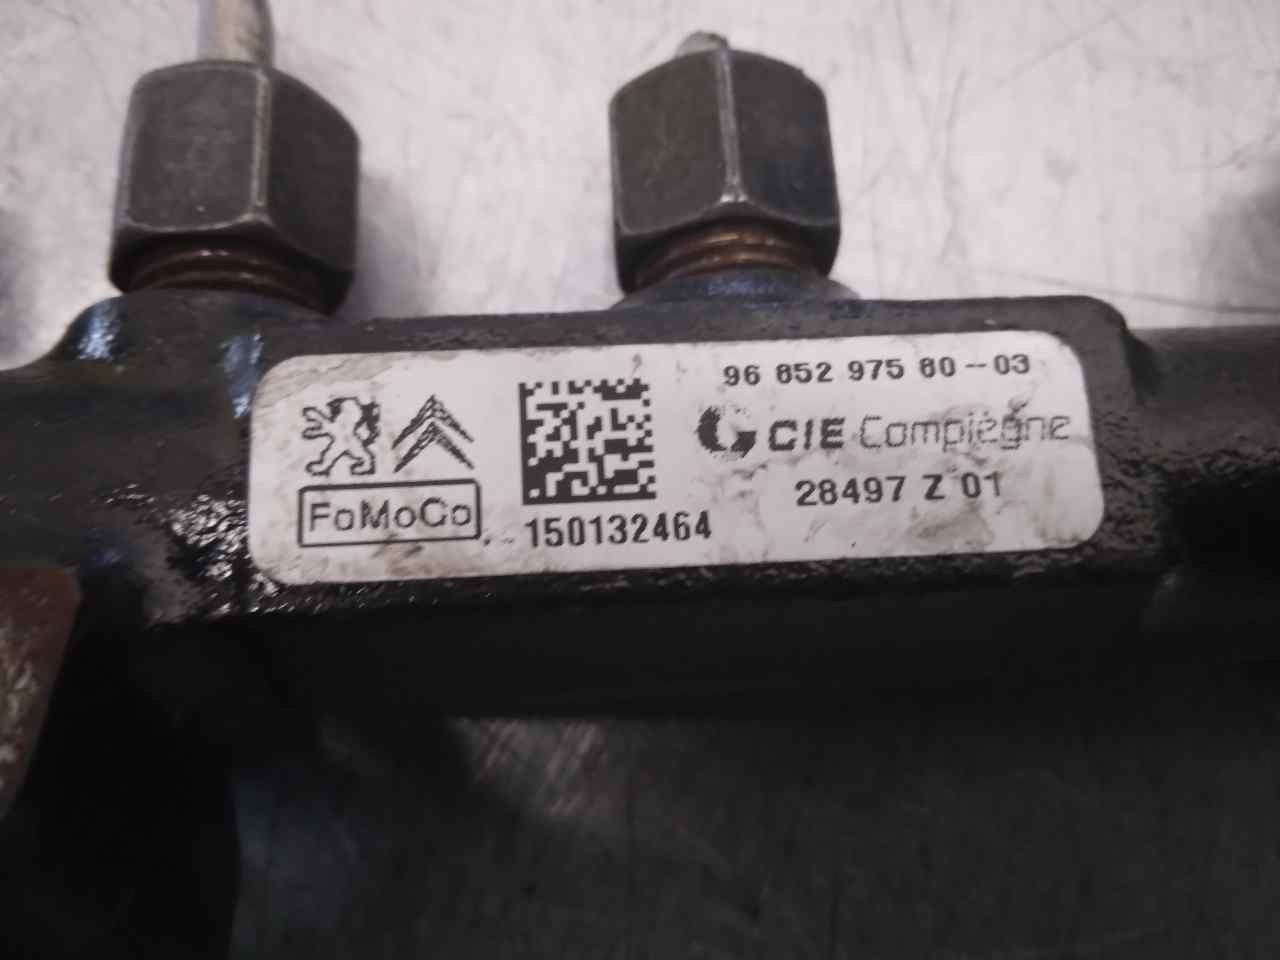 96 852 975 80-03
CIE Compiègne
28497 Z 01
FoMoCo
150132464